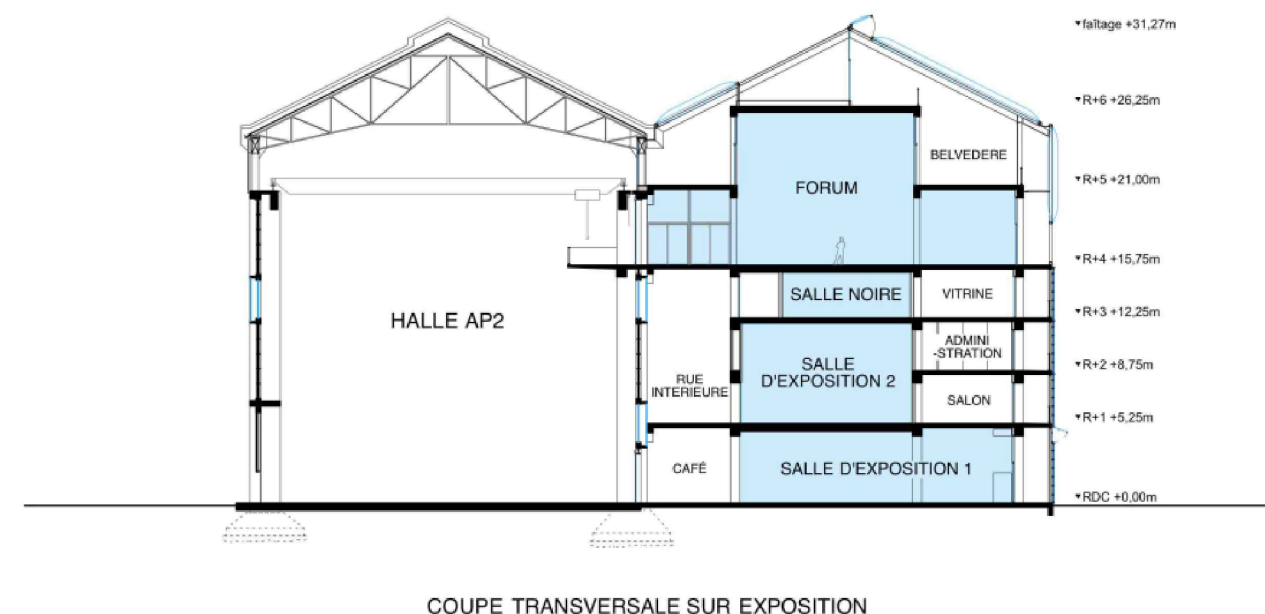 faîtage +31,27m
R+6 +26,25m
BELVEDERE
R+5 +21,00m
FORUM
R+4 +15,75m
SALLE NOIRE
VITRINE
R+3 +12,25m
HALLE AP2
ADMINI
-STRATION
SALLE
D'EXPOSITION 2
R+2 +8,75m
RUE
INTERIEURE
SALON
R+1 +5,25m
CAFÉ
SALLE D'EXPOSITION 1
RDC +0,00m
COUPE TRANSVERSALE SUR EXPOSITION